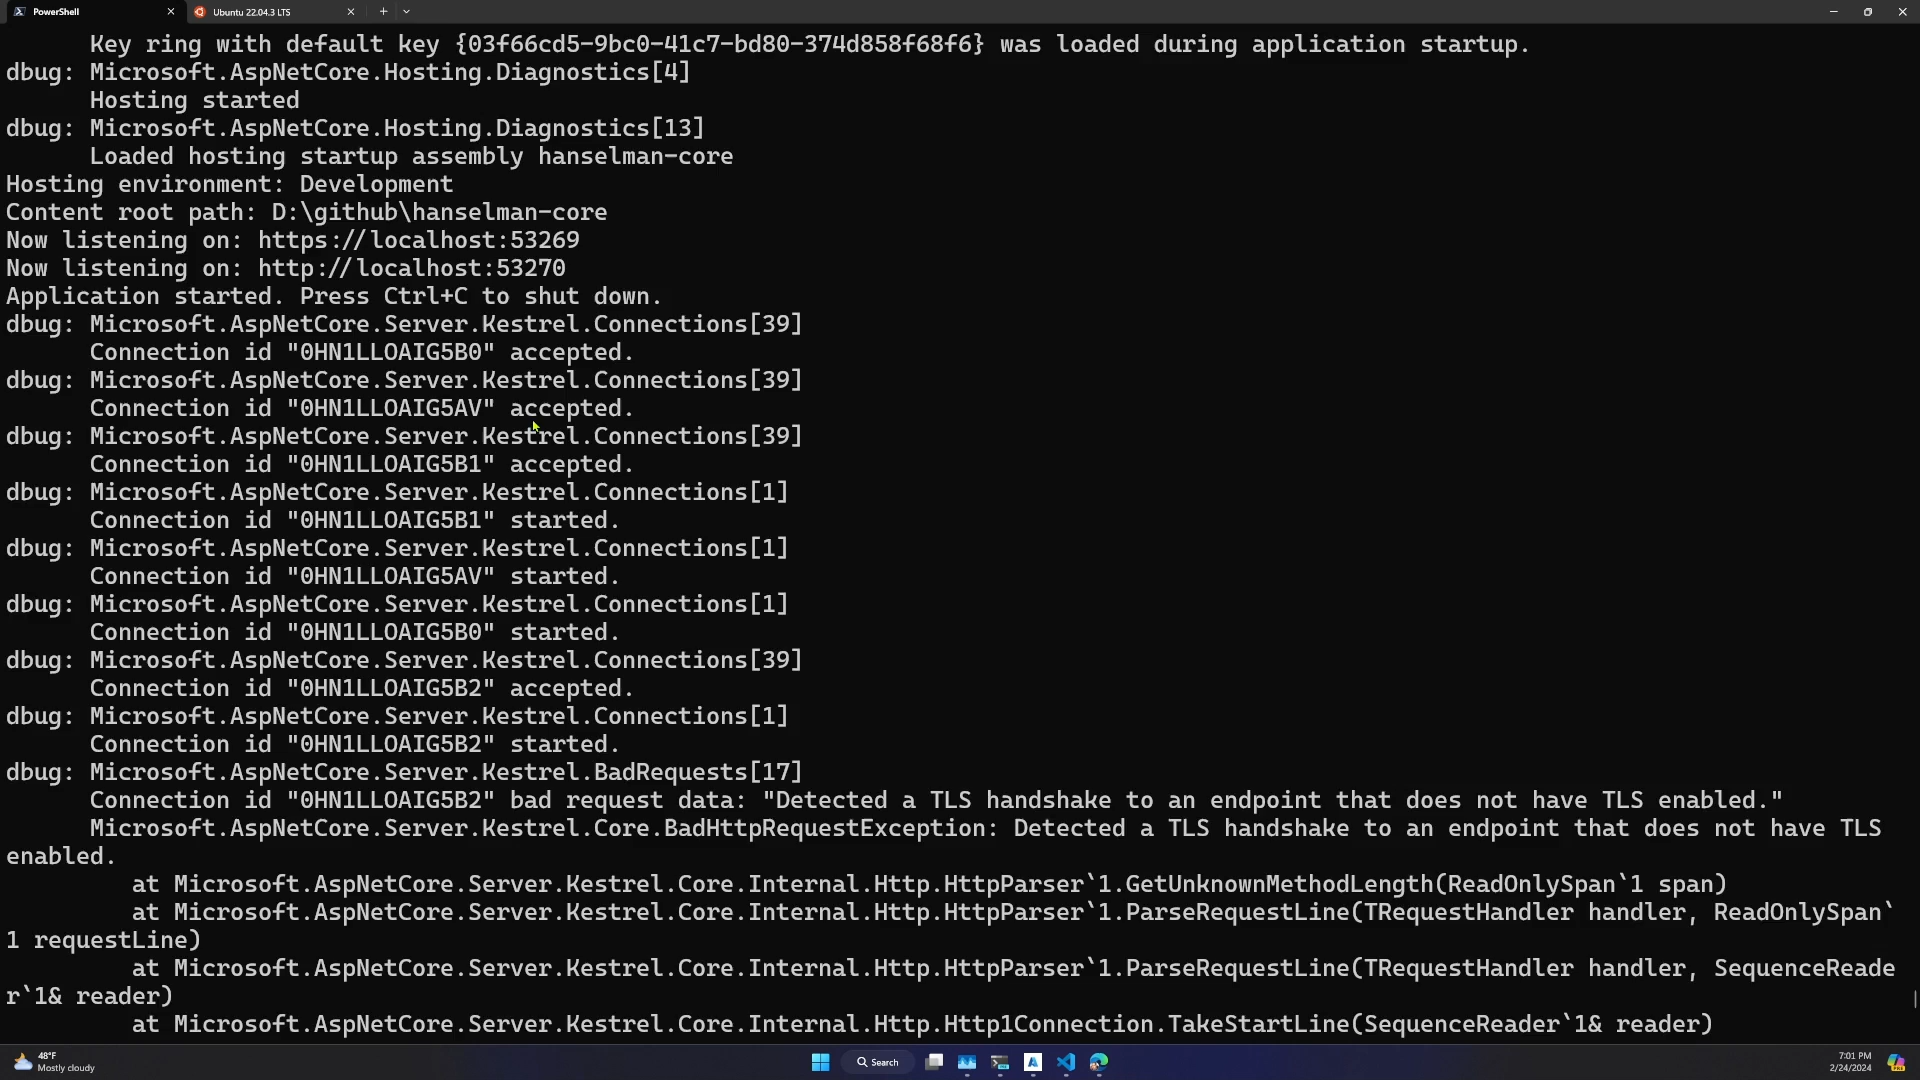 PowerShell
Ubuntu 22.04.3 LTS
Key ring with default key {03f66cd5-9bc0-41c7-bd80-374d858f68f6} was loaded during application startup.
dbug: Microsoft.AspNetCore.Hosting.Diagnostics[4]
Hosting started
dbug: Microsoft.AspNetCore.Hosting.Diagnostics[13]
Loaded hosting startup assembly hanselman-core
Hosting environment: Development
Content root path: D:\github\hanselman-core
Now listening on: https://localhost:53269
Now listening on: http://localhost:53270
Application started. Press Ctrl+C to shut down.
dbug: Microsoft.AspNetCore.Server.Kestrel.Connections[39]
Connection id "0HN1LLOAIG5B0" accepted.
dbug: Microsoft.AspNetCore.Server.Kestrel.Connections[39]
Connection id "0HN1LLOAIG5AV" accepted.
dbug: Microsoft.AspNetCore.Server.Kestrel.Connections[39]
Connection id "0HN1LLOAIG5B1" accepted.
dbug: Microsoft.AspNetCore.Server.Kestrel.Connections[1]
Connection id "0HN1LLOAIG5B1" started.
dbug: Microsoft.AspNetCore.Server.Kestrel.Connections[1]
Connection id "0HN1LLOAIG5AV" started.
dbug: Microsoft.AspNetCore.Server.Kestrel.Connections[1]
Connection id "0HN1LLOAIG5B0" started.
dbug: Microsoft.AspNetCore.Server.Kestrel.Connections[39]
Connection id "0HN1LLOAIG5B2" accepted.
dbug: Microsoft.AspNetCore.Server.Kestrel.Connections[1]
Connection id "0HN1LLOAIG5B2" started.
dbug: Microsoft.AspNetCore.Server.Kestrel.BadRequests[17]
Connection id "0HN1LLOAIG5B2" bad request data: "Detected a TLS handshake to an endpoint that does not have TLS enabled."
Microsoft.AspNetCore.Server.Kestrel.Core.BadHttpRequestException: Detected a TLS handshake to an endpoint that does not have TLS
enabled.
at Microsoft.AspNetCore.Server.Kestrel.Core.Internal.Http.HttpParser`1.GetUnknownMethodLength(ReadOnlySpan`1 span)
at Microsoft.AspNetCore.Server.Kestrel.Core.Internal.Http.HttpParser`1.ParseRequestLine(TRequestHandler handler, ReadOnlySpan`
1 requestLine)
at Microsoft.AspNetCore.Server.Kestrel.Core.Internal.Http.HttpParser`1.ParseRequestLine(TRequestHandler handler, SequenceReade
r`1& reader)
at Microsoft.AspNetCore.Server.Kestrel.Core.Internal.Http.Http1Connection.TakeStartLine(SequenceReader`1& reader)
48°F
Mostly cloudy
Search
7:01 PM
2/24/2024